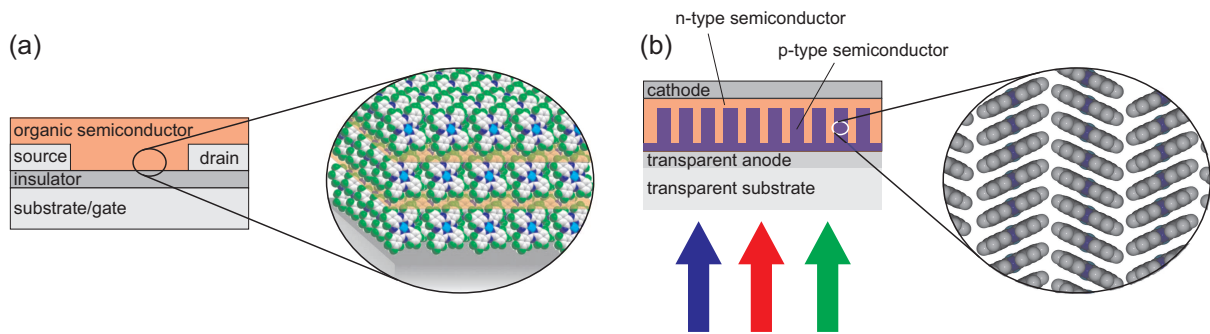 (a)
organic semiconductor
source
drain
insulator
substrate/gate
(b)
n-type semiconductor
p-type semiconductor
cathode
transparent anode
transparent substrate